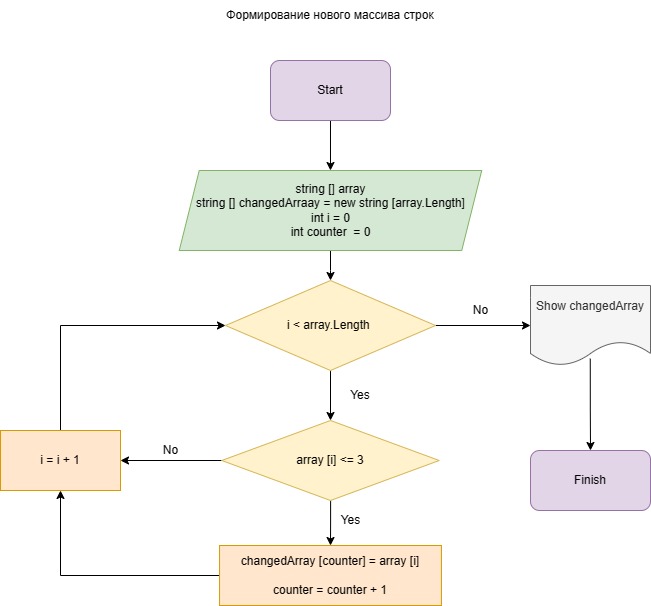 Формирование нового массива строк
Start
string [] array
string [] changedArraay = new string [array.Length]
int i = 0
int counter = 0
i < array.Length
No
Show changedArray
Yes
array [i] <= 3
No
i = i + 1
Finish
Yes
changedArray [counter] = array [i]
counter = counter + 1